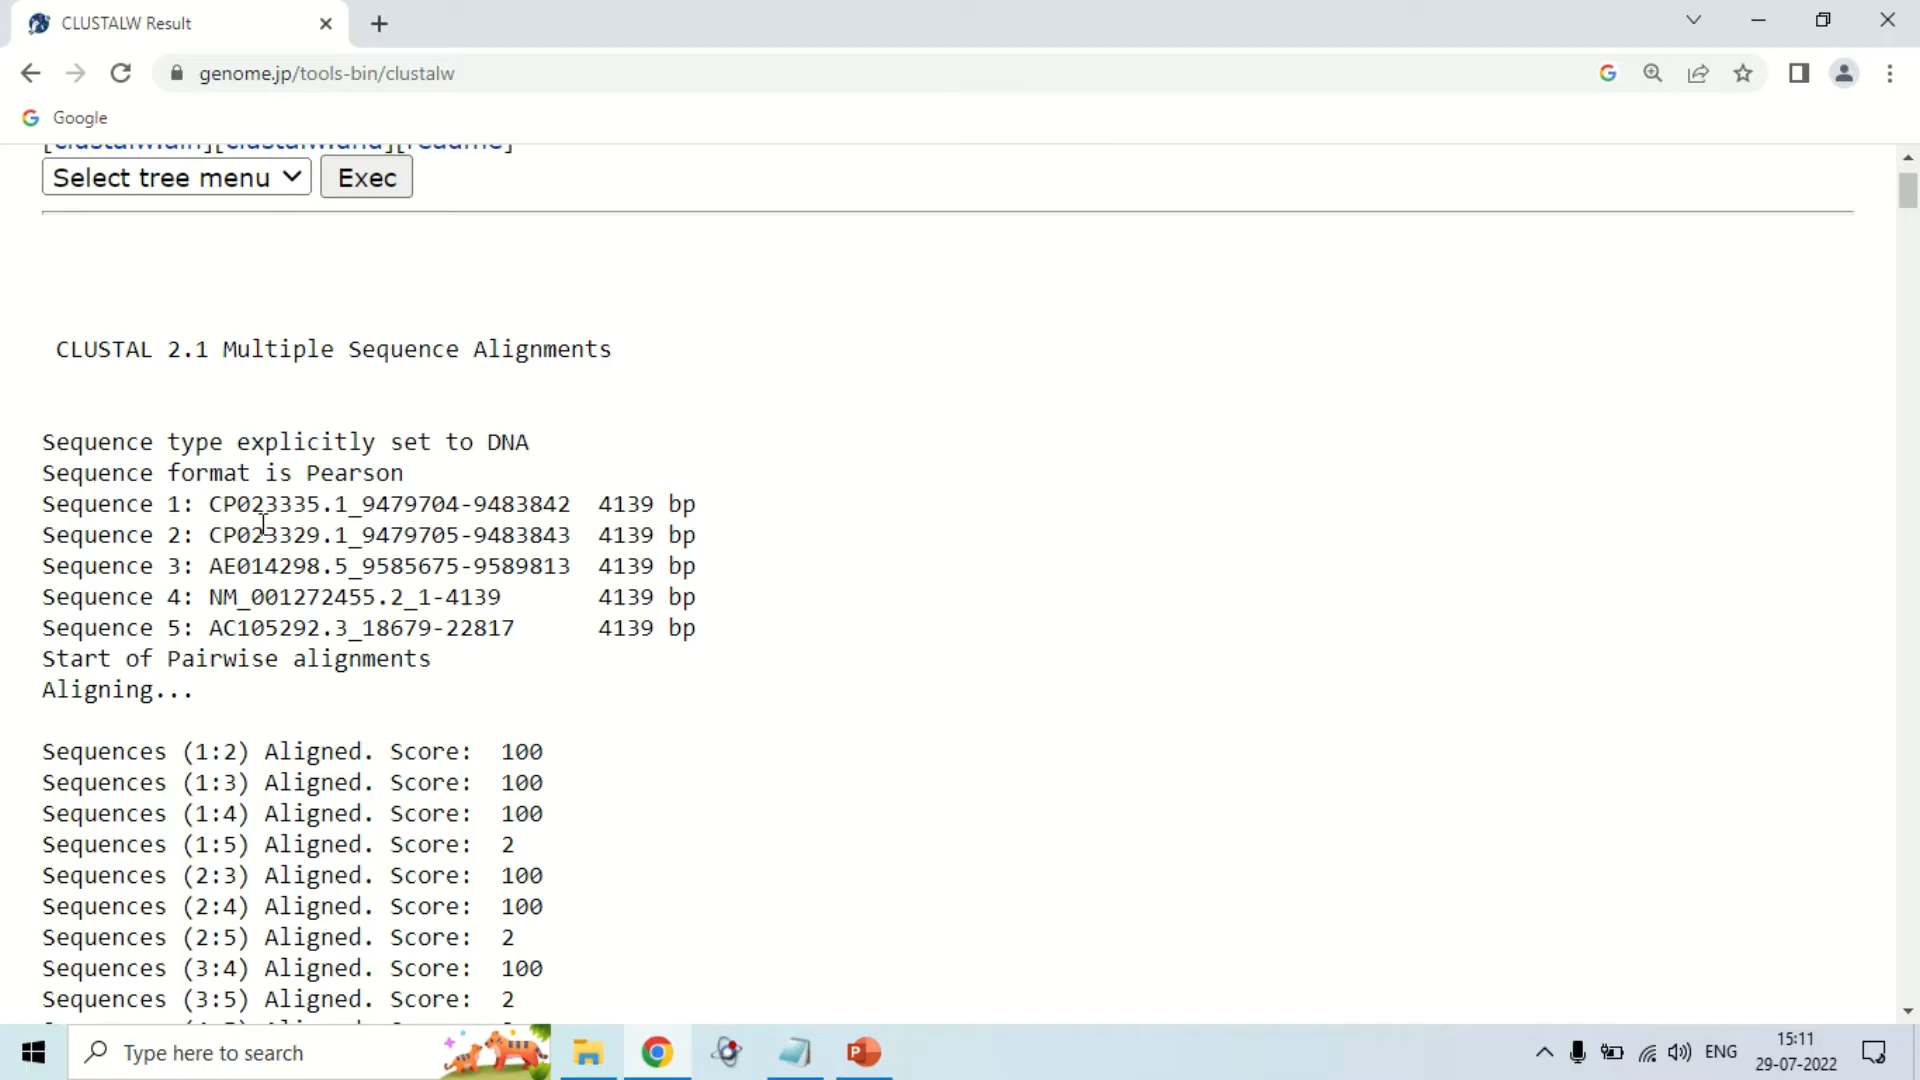 CLUSTALW Result
genome.jp/tools-bin/clustalw
Google
[clustalw.aln][clustalw.dnd][readme]
Select tree menu Exec
CLUSTAL 2.1 Multiple Sequence Alignments
Sequence type explicitly set to DNA
Sequence format is Pearson
Sequence 1: CP023335.1_9479704-9483842 4139 bp
Sequence 2: CP023329.1_9479705-9483843 4139 bp
Sequence 3: AE014298.5_9585675-9589813 4139 bp
Sequence 4: NM_001272455.2_1-4139 4139 bp
Sequence 5: AC105292.3_18679-22817 4139 bp
Start of Pairwise alignments
Aligning...
Sequences (1:2) Aligned. Score: 100
Sequences (1:3) Aligned. Score: 100
Sequences (1:4) Aligned. Score: 100
Sequences (1:5) Aligned. Score: 2
Sequences (2:3) Aligned. Score: 100
Sequences (2:4) Aligned. Score: 100
Sequences (2:5) Aligned. Score: 2
Sequences (3:4) Aligned. Score: 100
Sequences (3:5) Aligned. Score: 2
Type here to search
ENG
15:11
29-07-2022